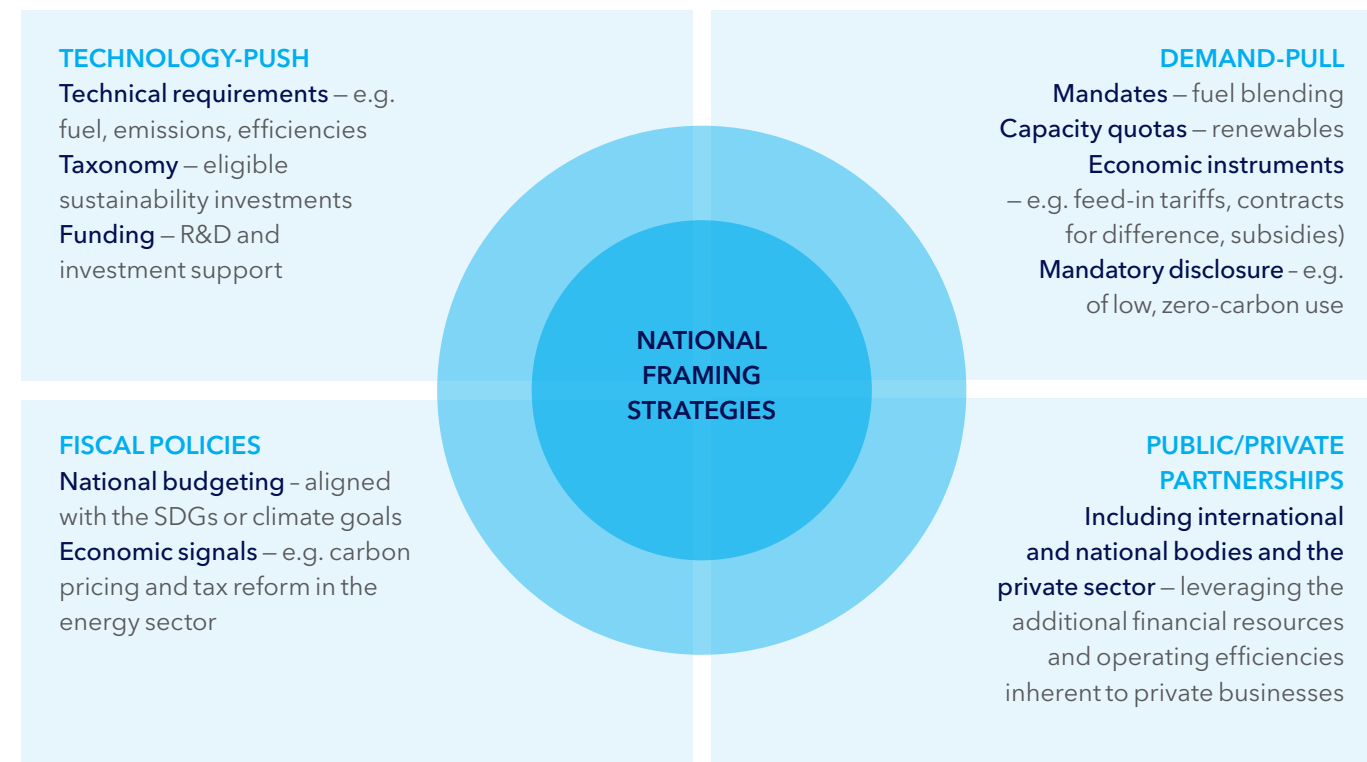 TECHNOLOGY-PUSH
Technical requirements – e.g.
fuel, emissions, efficiencies
Taxonomy – eligible
sustainability investments
Funding – R&D and
investment support
DEMAND-PULL
Mandates – fuel blending
Capacity quotas – renewables
Economic instruments
– e.g. feed-in tariffs, contracts
for difference, subsidies)
Mandatory disclosure – e.g.
of low, zero-carbon use
NATIONAL
FRAMING
STRATEGIES
FISCAL POLICIES
National budgeting – aligned
with the SDGs or climate goals
Economic signals – e.g. carbon
pricing and tax reform in the
energy sector
PUBLIC/PRIVATE
PARTNERSHIPS
Including international
and national bodies and the
private sector – leveraging the
additional financial resources
and operating efficiencies
inherent to private businesses